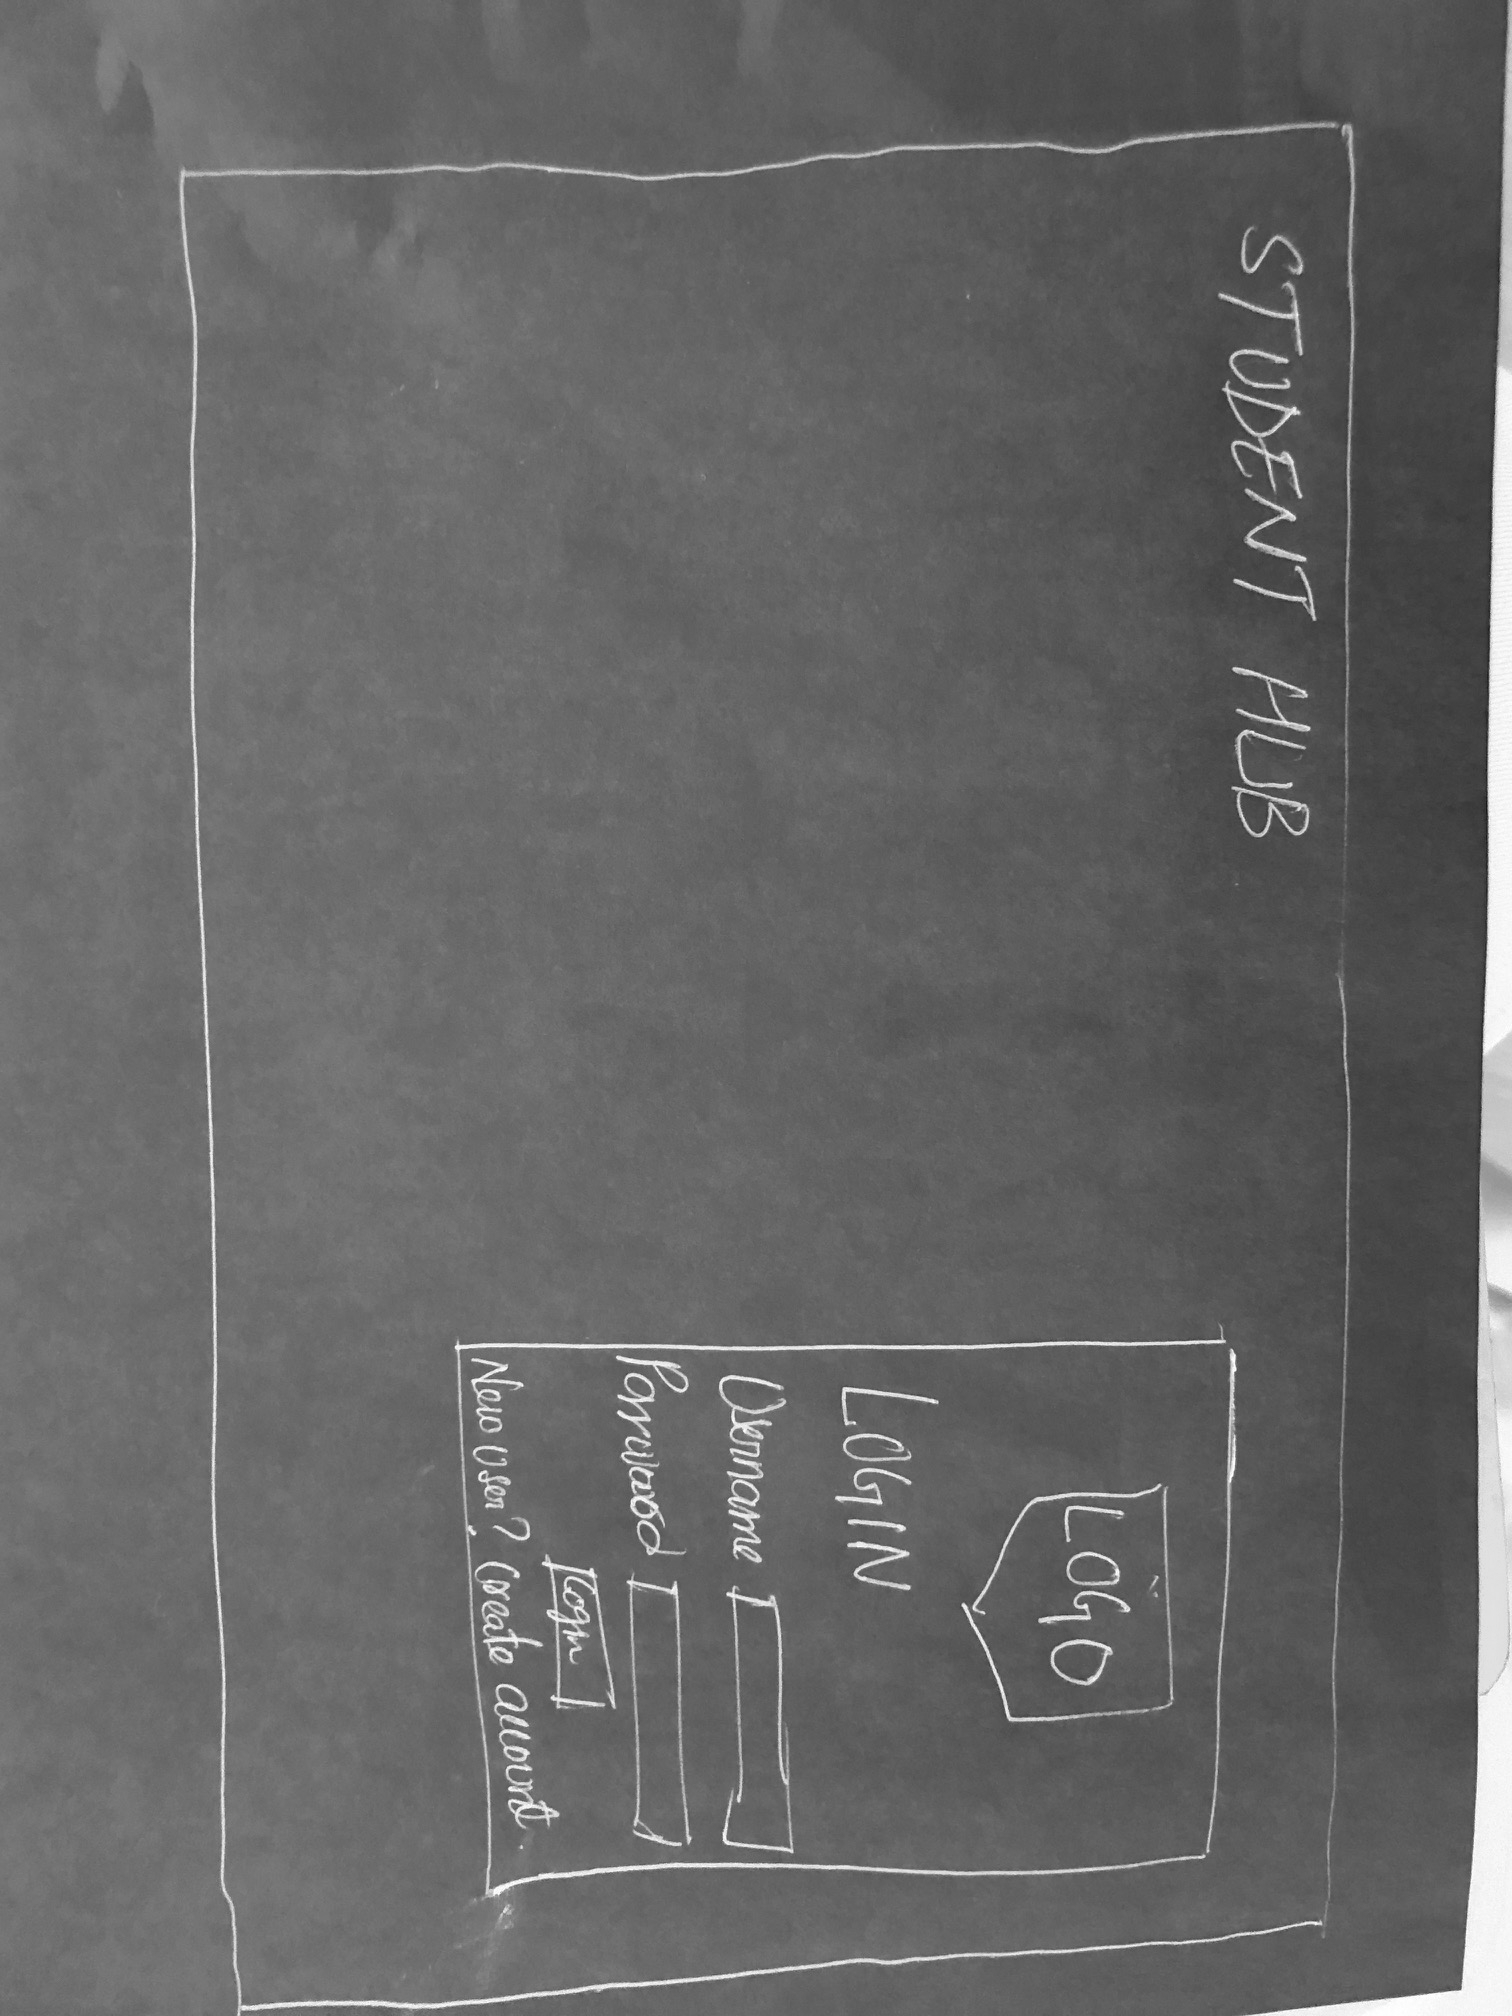 STUDENT HUB
LOGO
LOGIN
Username
Password
Login
New user? Create account.